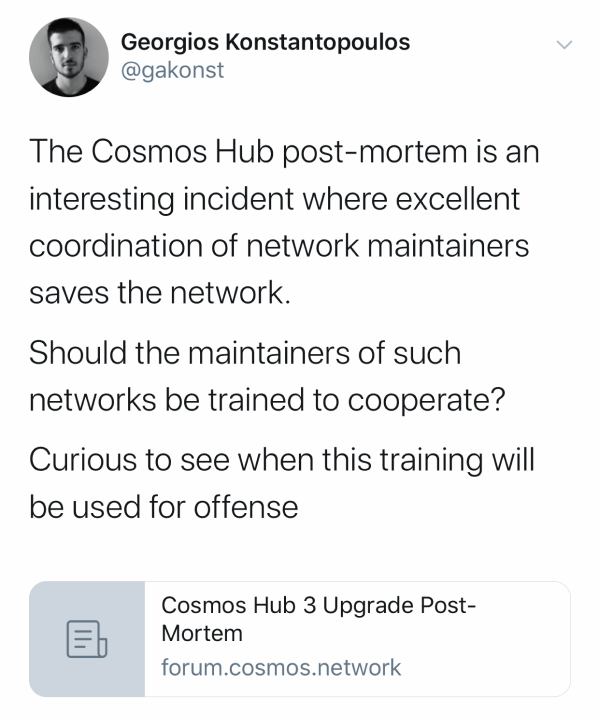 Georgios Konstantopoulos
@gakonst
The Cosmos Hub post-mortem is an
interesting incident where excellent
coordination of network maintainers
saves the network.
Should the maintainers of such
networks be trained to cooperate?
Curious to see when this training will
be used for offense
Cosmos Hub 3 Upgrade Post-
Mortem
forum.cosmos.network